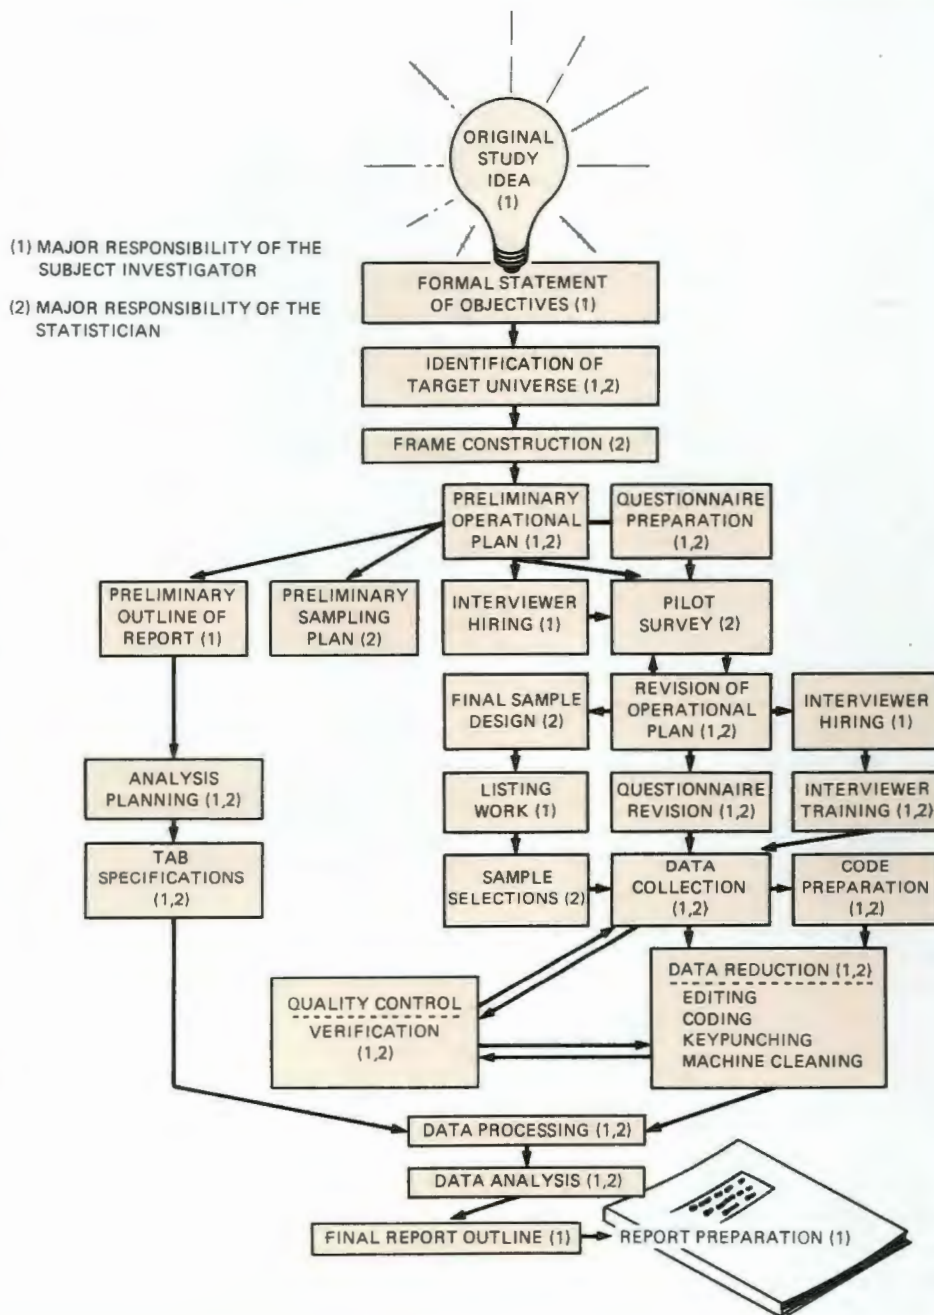 ORIGINAL
STUDY
IDEA
(1)
(1) MAJOR RESPONSIBILITY OF THE
SUBJECT INVESTIGATOR
(2) MAJOR RESPONSIBILITY OF THE
STATISTICIAN
FORMAL STATEMENT
OF OBJECTIVES (1)
IDENTIFICATION OF
TARGET UNIVERSE (1,2)
FRAME CONSTRUCTION (2)
PRELIMINARY
OPERATIONAL
PLAN (1,2)
QUESTIONNAIRE
PREPARATION
(1,2)
PRELIMINARY
OUTLINE OF
REPORT (1)
PRELIMINARY
SAMPLING
PLAN (2)
INTERVIEWER
HIRING (1)
PILOT
SURVEY (2)
FINAL SAMPLE
DESIGN (2)
REVISION OF
OPERATIONAL
PLAN (1,2)
INTERVIEWER
HIRING (1)
ANALYSIS
PLANNING (1,2)
LISTING
WORK (1)
QUESTIONNAIRE
REVISION (1,2)
INTERVIEWER
TRAINING (1,2)
TAB
SPECIFICATIONS
(1,2)
SAMPLE
SELECTIONS (2)
DATA
COLLECTION
(1,2)
CODE
PREPARATION
(1,2)
QUALITY CONTROL
VERIFICATION
(1,2)
DATA REDUCTION (1,2)
EDITING
CODING
KEYPUNCHING
MACHINE CLEANING
DATA PROCESSING (1,2)
DATA ANALYSIS (1,2)
FINAL REPORT OUTLINE (1)
REPORT PREPARATION (1)